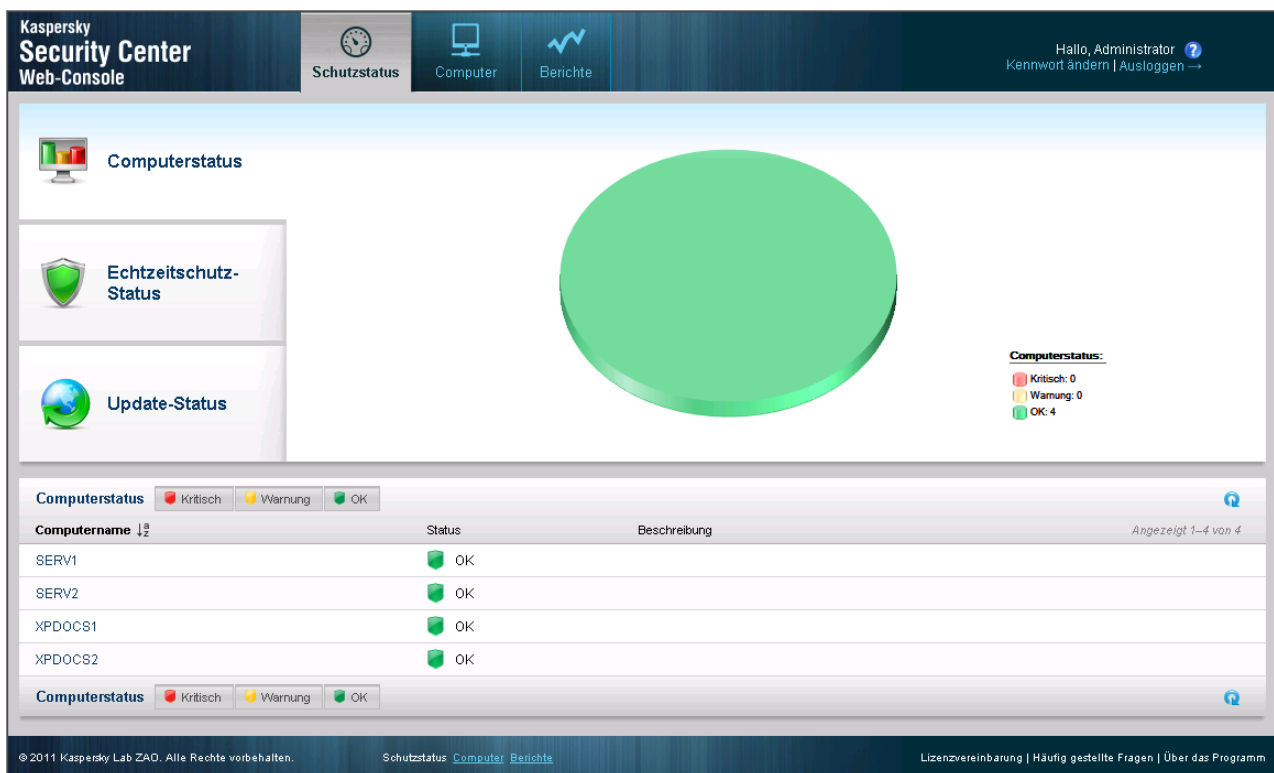 Kaspersky
Security Center
Web-Console
Schutzstatus
Computer
Berichte
Hallo, Administrator ?
Kennwort ändern | Ausloggen →
Computerstatus
Echtzeitschutz-
Status
Update-Status
Computerstatus:
Kritisch: 0
Warnung: 0
OK: 4
Computerstatus Kritisch Warnung OK
Computername ↓a/z Status Beschreibung Angezeigt 1–4 von 4
SERV1 OK
SERV2 OK
XPDOCS1 OK
XPDOCS2 OK
Computerstatus Kritisch Warnung OK
© 2011 Kaspersky Lab ZAO. Alle Rechte vorbehalten. Schutzstatus Computer Berichte Lizenzvereinbarung | Häufig gestellte Fragen | Über das Programm